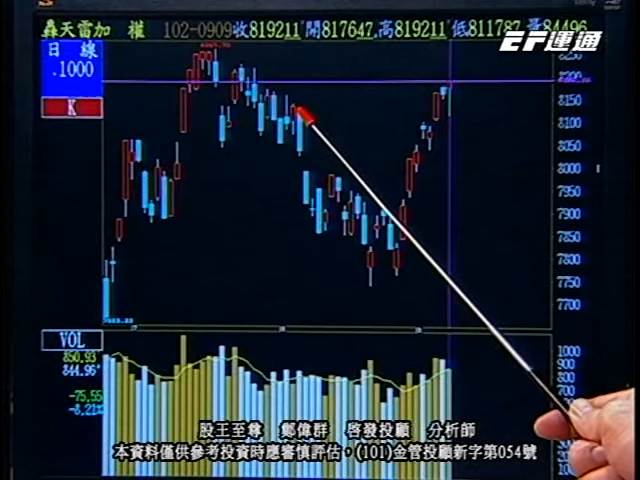 轟天雷加 權 102-0909收819211 開817647 高819211 低811787 量84496
EF運通
日 線
.1000
K
8200
8150
8100
8050
8000
7950
7900
7850
7800
7750
7700
VOL
850.93
844.96
-75.55
-8.21%
1000
900
800
700
股王至尊 鄭偉群 啓發投顧 分析師
本資料僅供參考投資時應審慎評估，(101)金管投顧新字第054號